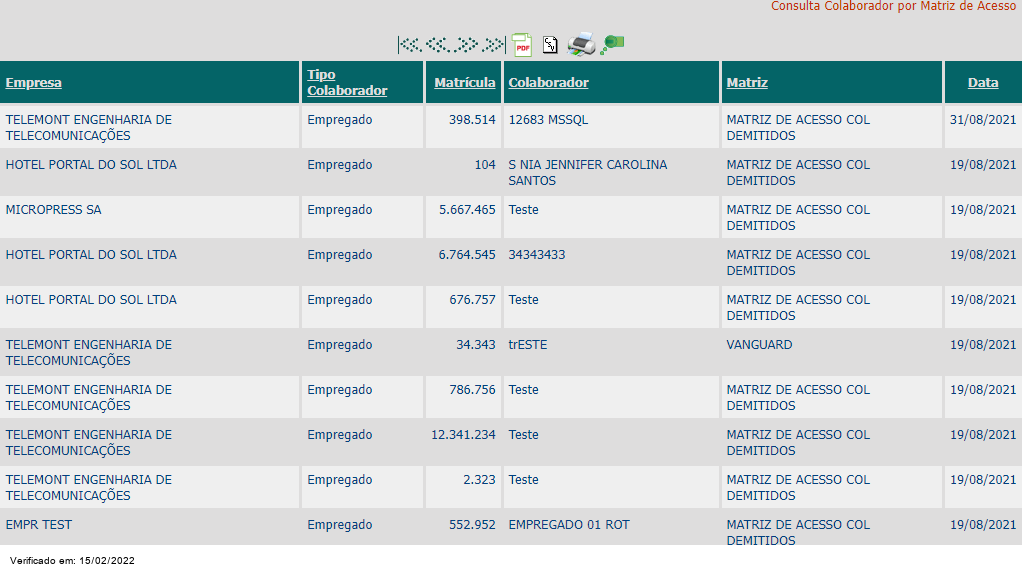 Consulta Colaborador por Matriz de Acesso
PDF
Empresa Tipo Colaborador Matrícula Colaborador Matriz Data
TELEMONT ENGENHARIA DE TELECOMUNICAÇÕES Empregado 398.514 12683 MSSQL MATRIZ DE ACESSO COL DEMITIDOS 31/08/2021
HOTEL PORTAL DO SOL LTDA Empregado 104 S NIA JENNIFER CAROLINA SANTOS MATRIZ DE ACESSO COL DEMITIDOS 19/08/2021
MICROPRESS SA Empregado 5.667.465 Teste MATRIZ DE ACESSO COL DEMITIDOS 19/08/2021
HOTEL PORTAL DO SOL LTDA Empregado 6.764.545 34343433 MATRIZ DE ACESSO COL DEMITIDOS 19/08/2021
HOTEL PORTAL DO SOL LTDA Empregado 676.757 Teste MATRIZ DE ACESSO COL DEMITIDOS 19/08/2021
TELEMONT ENGENHARIA DE TELECOMUNICAÇÕES Empregado 34.343 trESTE VANGUARD 19/08/2021
TELEMONT ENGENHARIA DE TELECOMUNICAÇÕES Empregado 786.756 Teste MATRIZ DE ACESSO COL DEMITIDOS 19/08/2021
TELEMONT ENGENHARIA DE TELECOMUNICAÇÕES Empregado 12.341.234 Teste MATRIZ DE ACESSO COL DEMITIDOS 19/08/2021
TELEMONT ENGENHARIA DE TELECOMUNICAÇÕES Empregado 2.323 Teste MATRIZ DE ACESSO COL DEMITIDOS 19/08/2021
EMPR TEST Empregado 552.952 EMPREGADO 01 ROT MATRIZ DE ACESSO COL DEMITIDOS 19/08/2021
Verificado em: 15/02/2022